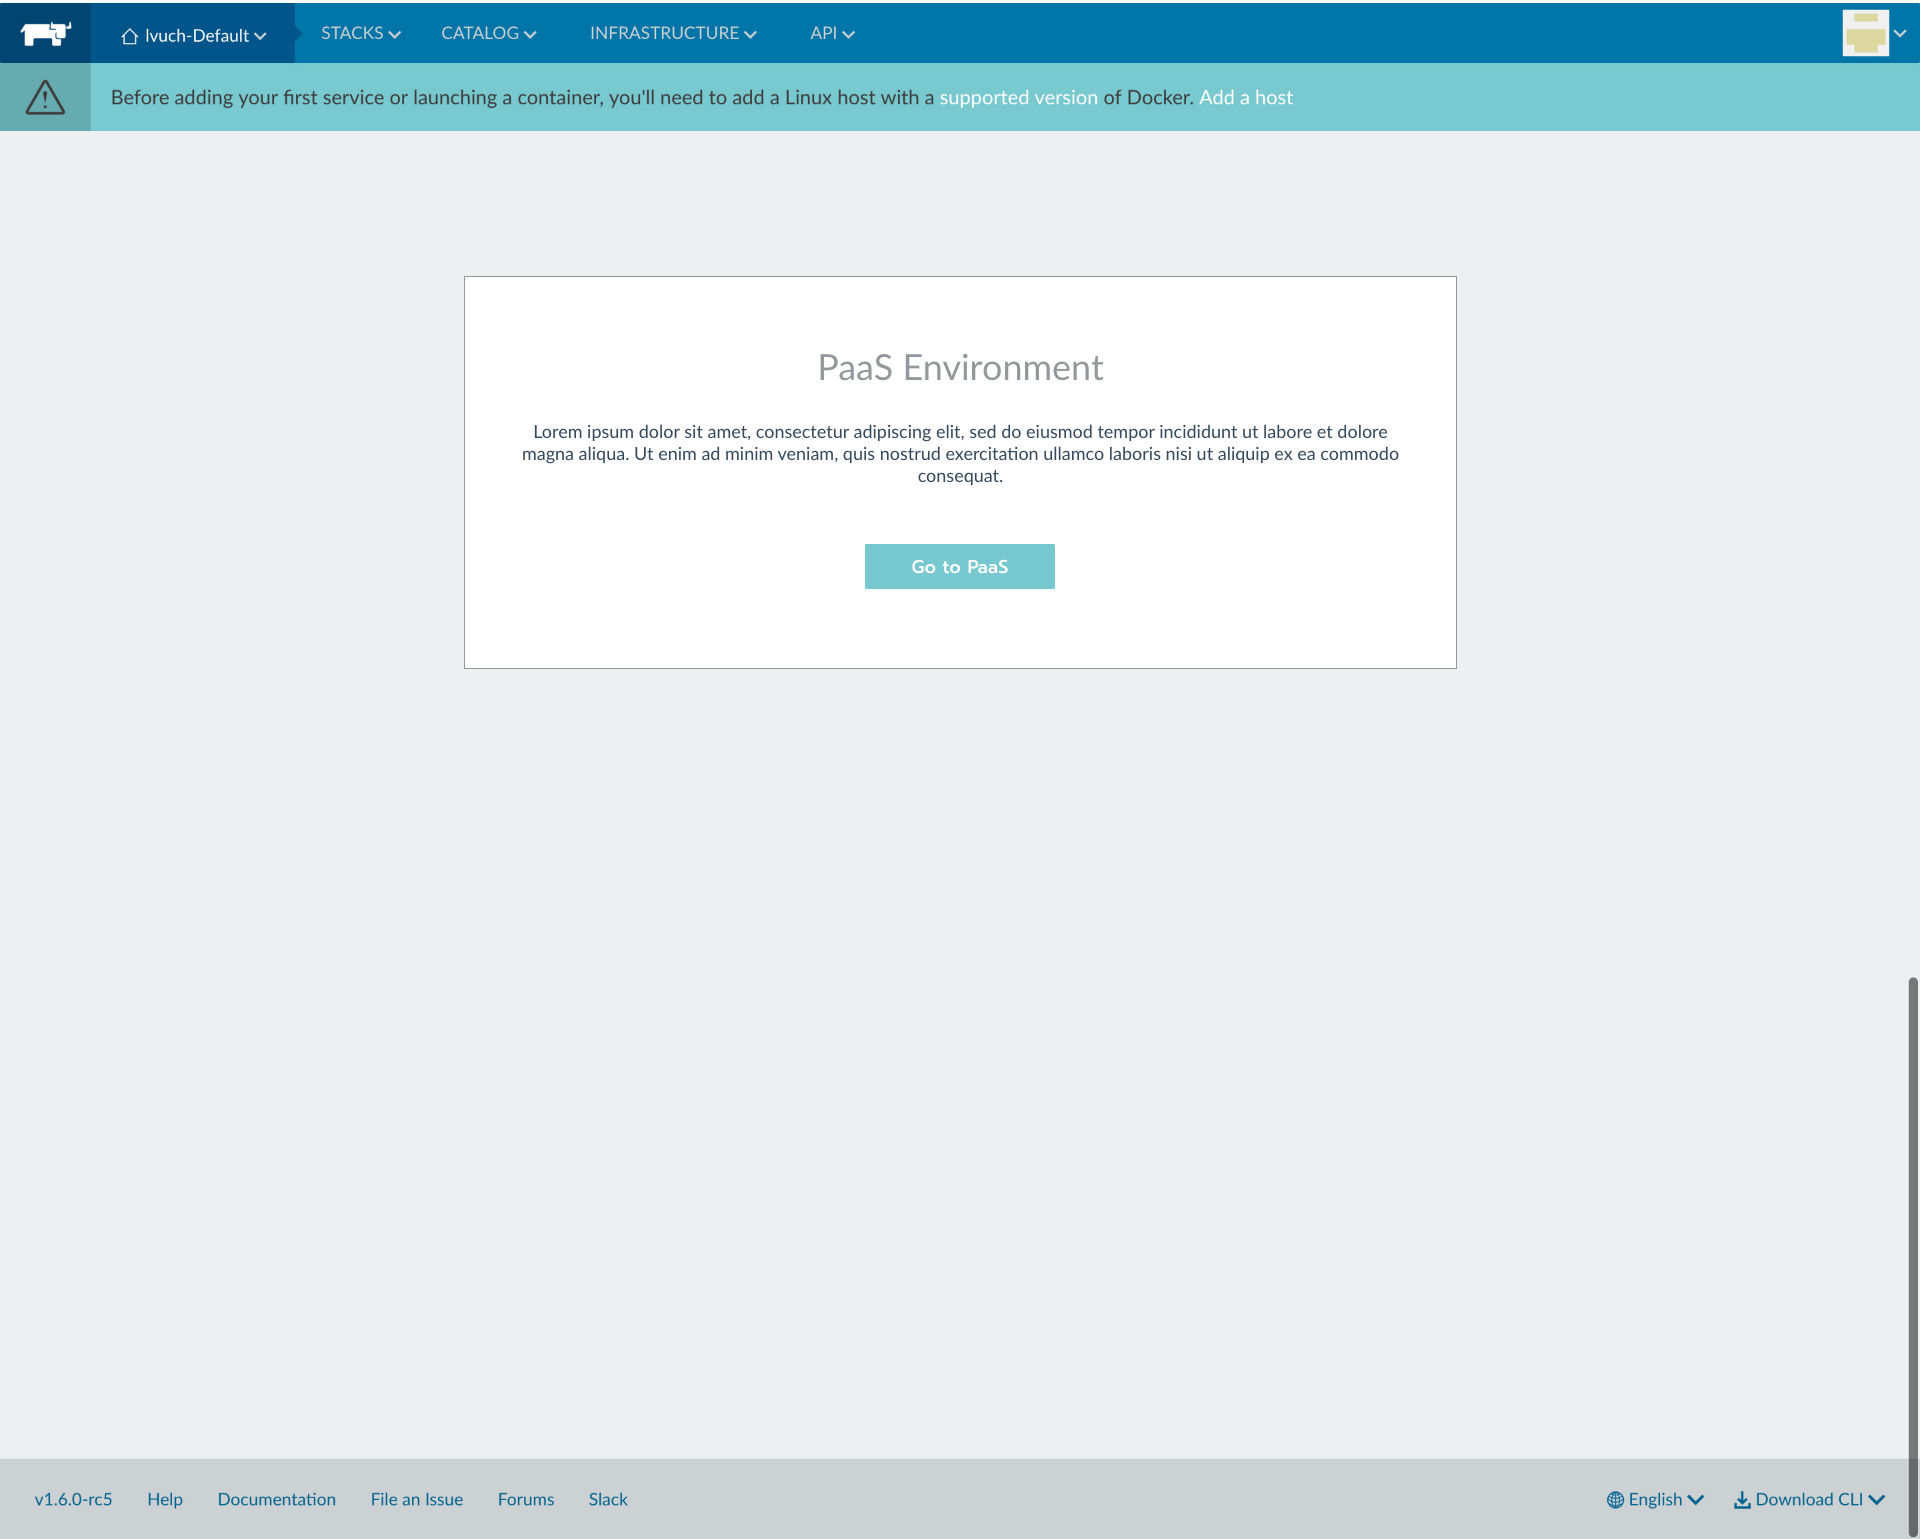 lvuch-Default
STACKS
CATALOG
INFRASTRUCTURE
API
Before adding your first service or launching a container, you'll need to add a Linux host with a supported version of Docker. Add a host
PaaS Environment
Lorem ipsum dolor sit amet, consectetur adipiscing elit, sed do eiusmod tempor incididunt ut labore et dolore
magna aliqua. Ut enim ad minim veniam, quis nostrud exercitation ullamco laboris nisi ut aliquip ex ea commodo
consequat.
Go to PaaS
v1.6.0-rc5
Help
Documentation
File an Issue
Forums
Slack
English
Download CLI